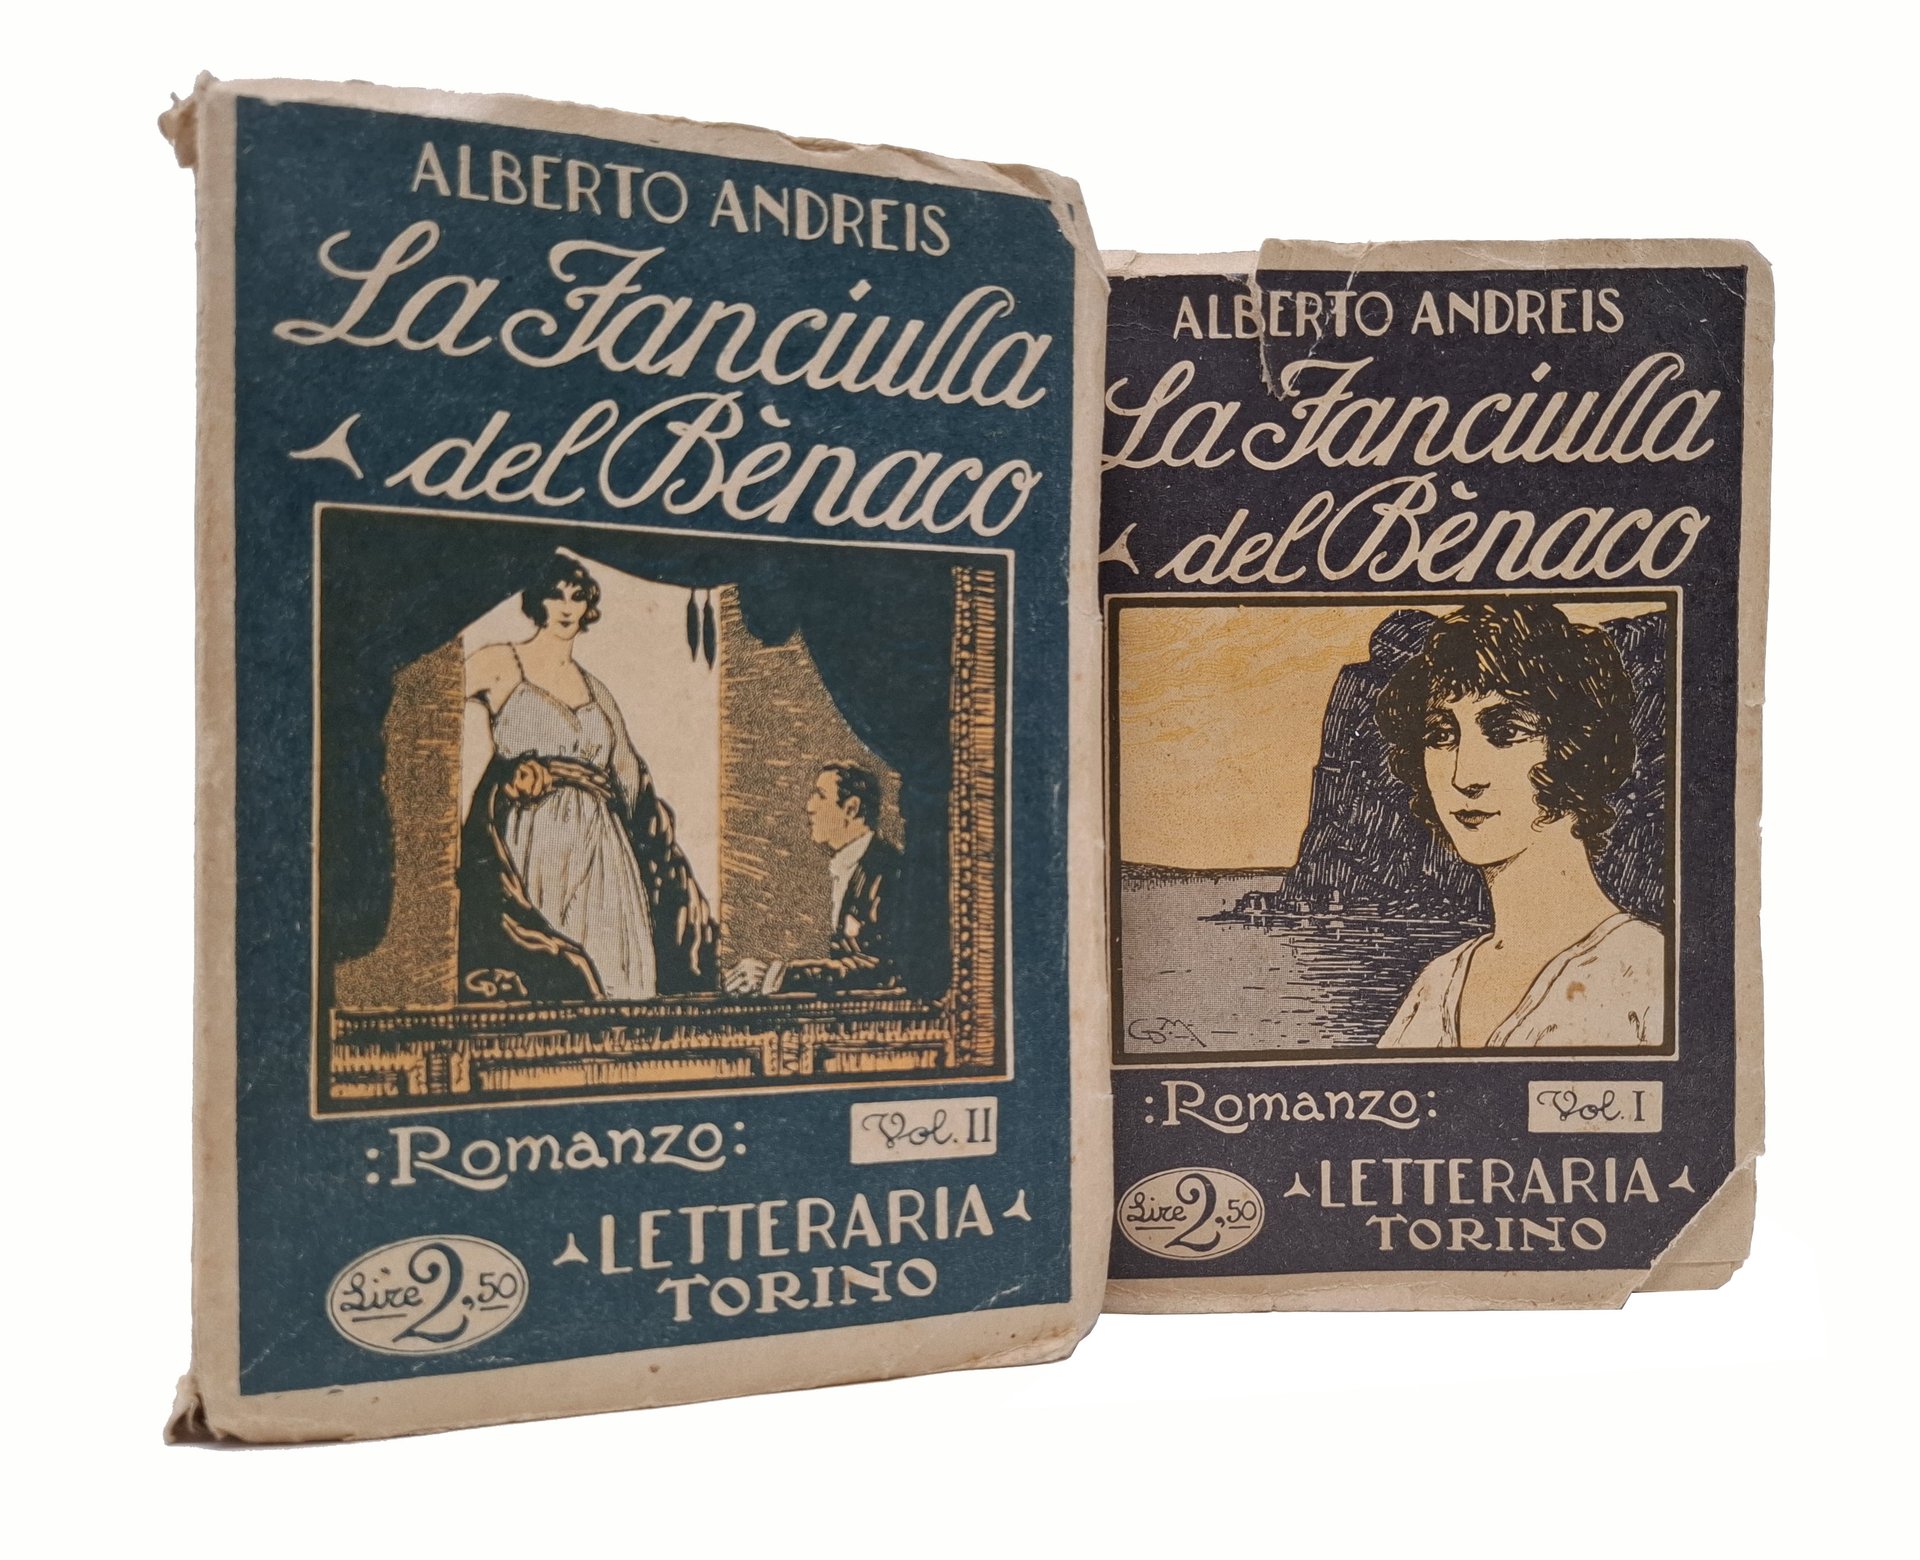 ALBERTO ANDREIS
La Fanciulla
del Bènaco
G.M.
:Romanzo:
Vol. II
LETTERARIA
TORINO
Lire 2,50
ALBERTO ANDREIS
La Fanciulla
del Bènaco
G.M.
:Romanzo:
Vol. I
LETTERARIA
TORINO
Lire 2,50